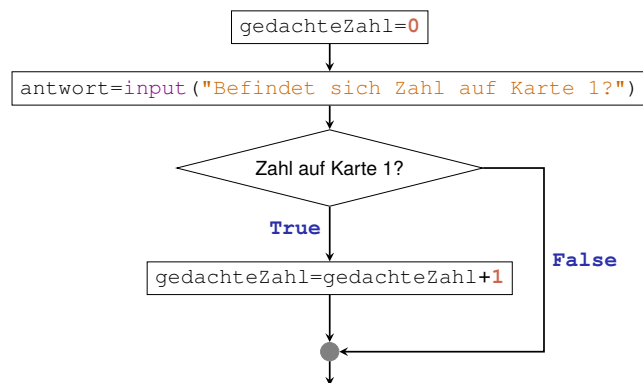 gedachteZahl=0
antwort=input("Befindet sich Zahl auf Karte 1?")
Zahl auf Karte 1?
True
False
gedachteZahl=gedachteZahl+1